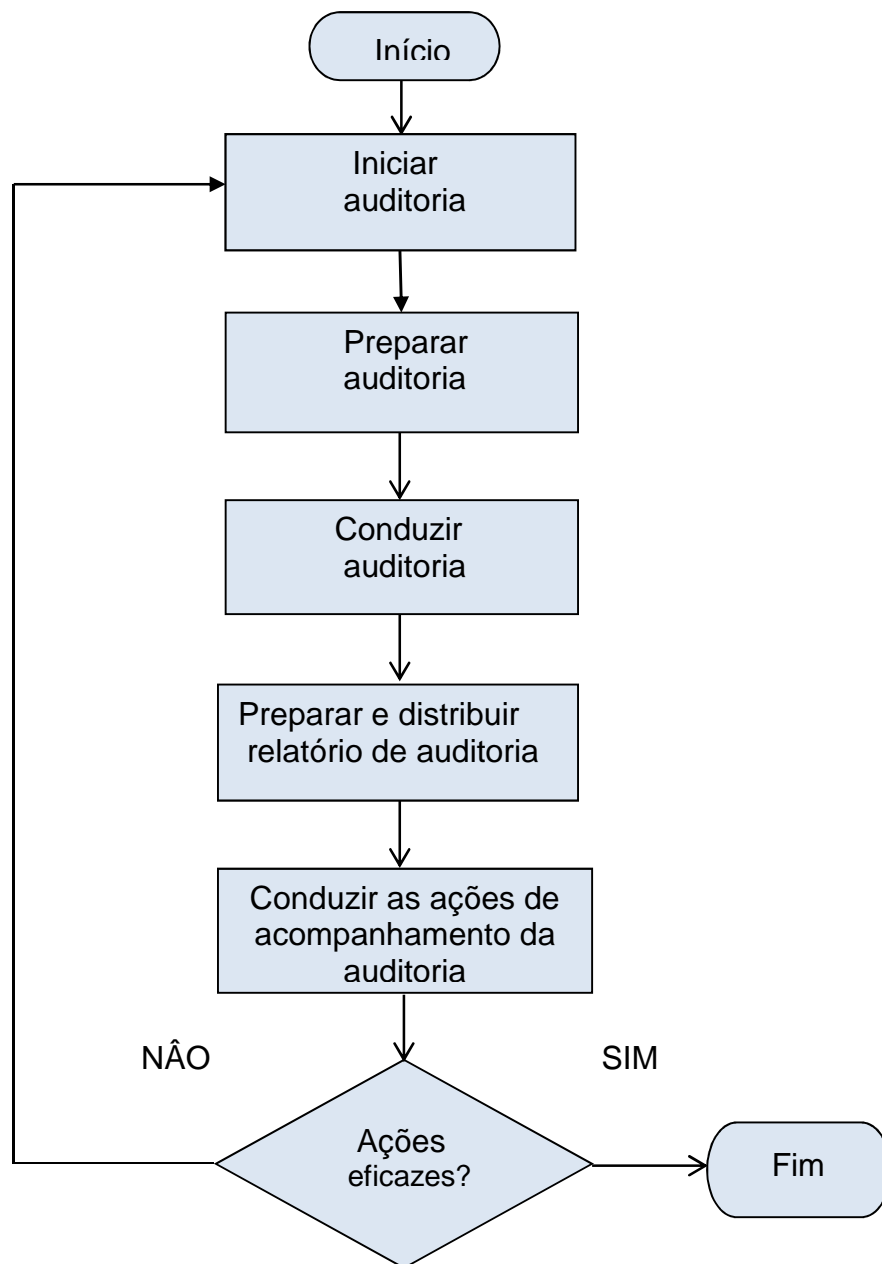 Início
Iniciar
auditoria
Preparar
auditoria
Conduzir
auditoria
Preparar e distribuir
relatório de auditoria
Conduzir as ações de
acompanhamento da
auditoria
NÂO
SIM
Ações
eficazes?
Fim